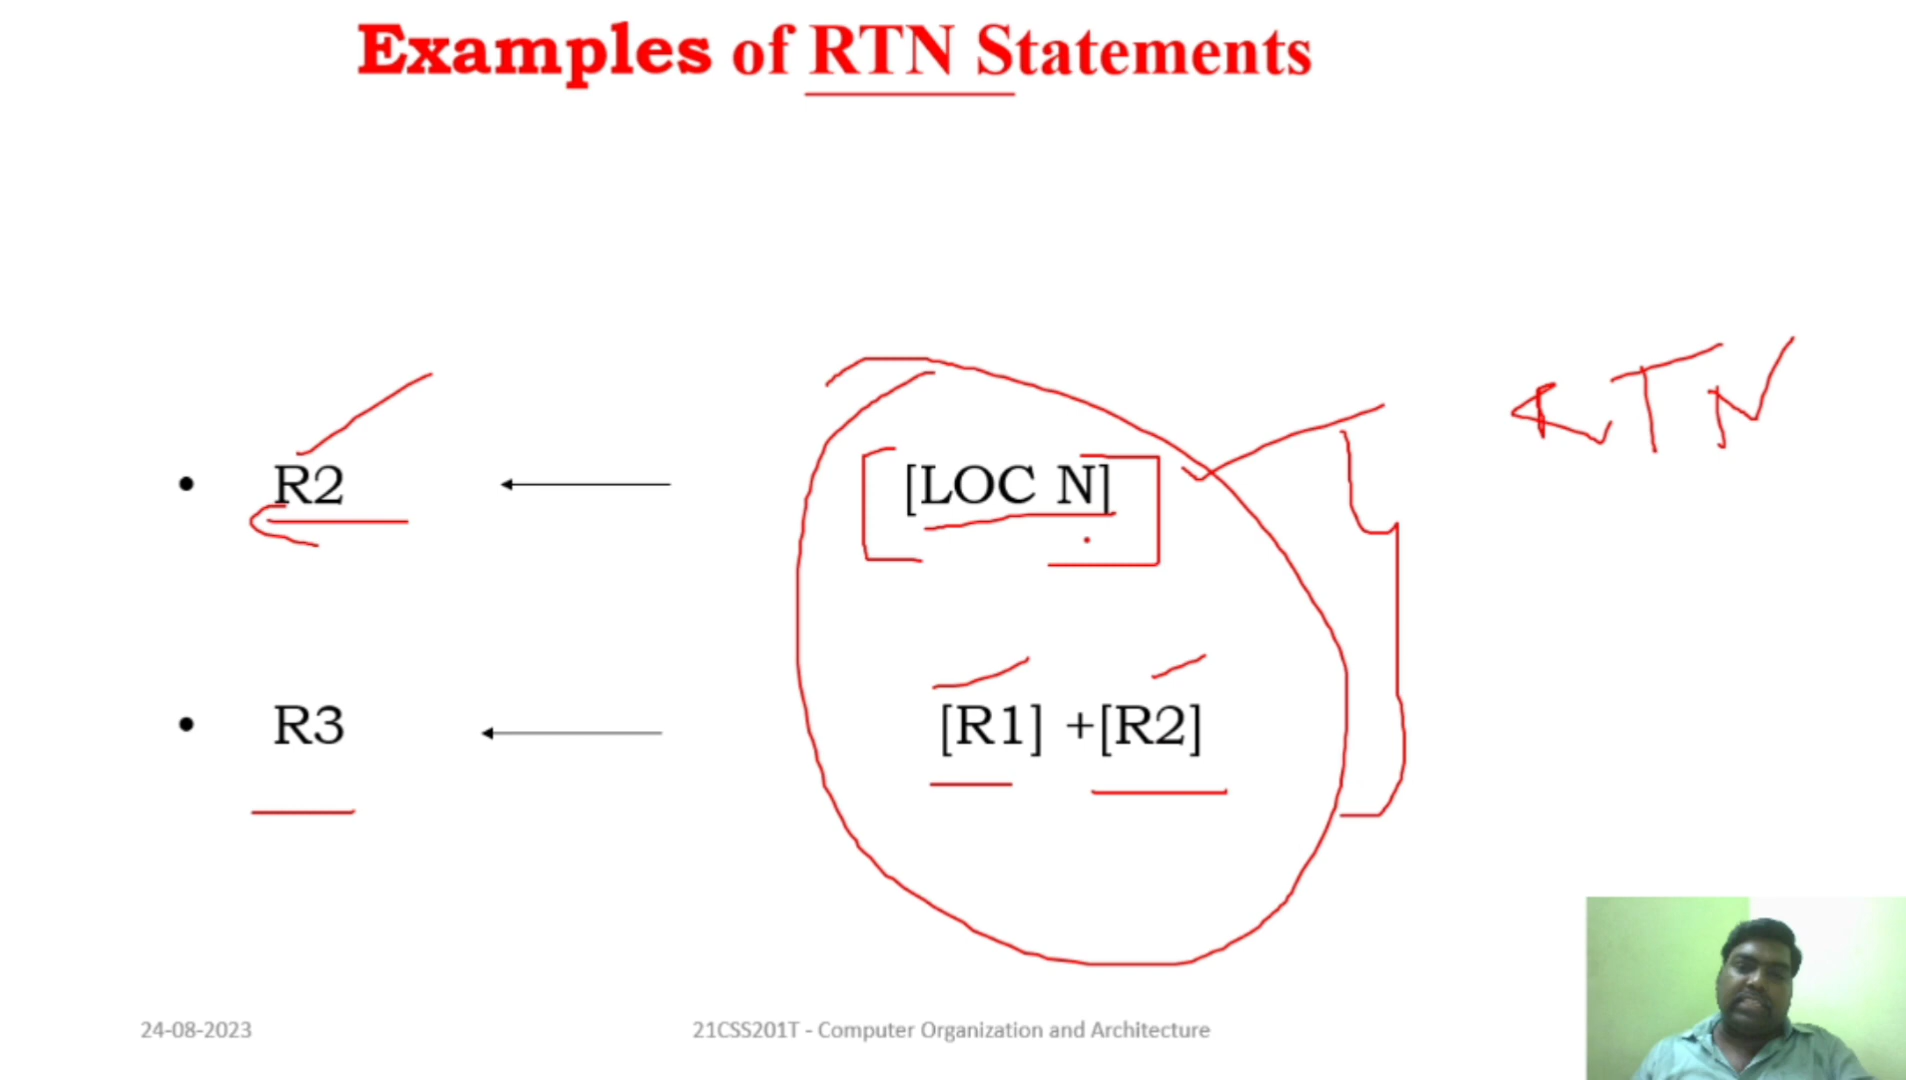 Examples of RTN Statements
RTN
• R2 ← [LOC N]
• R3 ← [R1] +[R2]
24-08-2023 21CSS201T - Computer Organization and Architecture